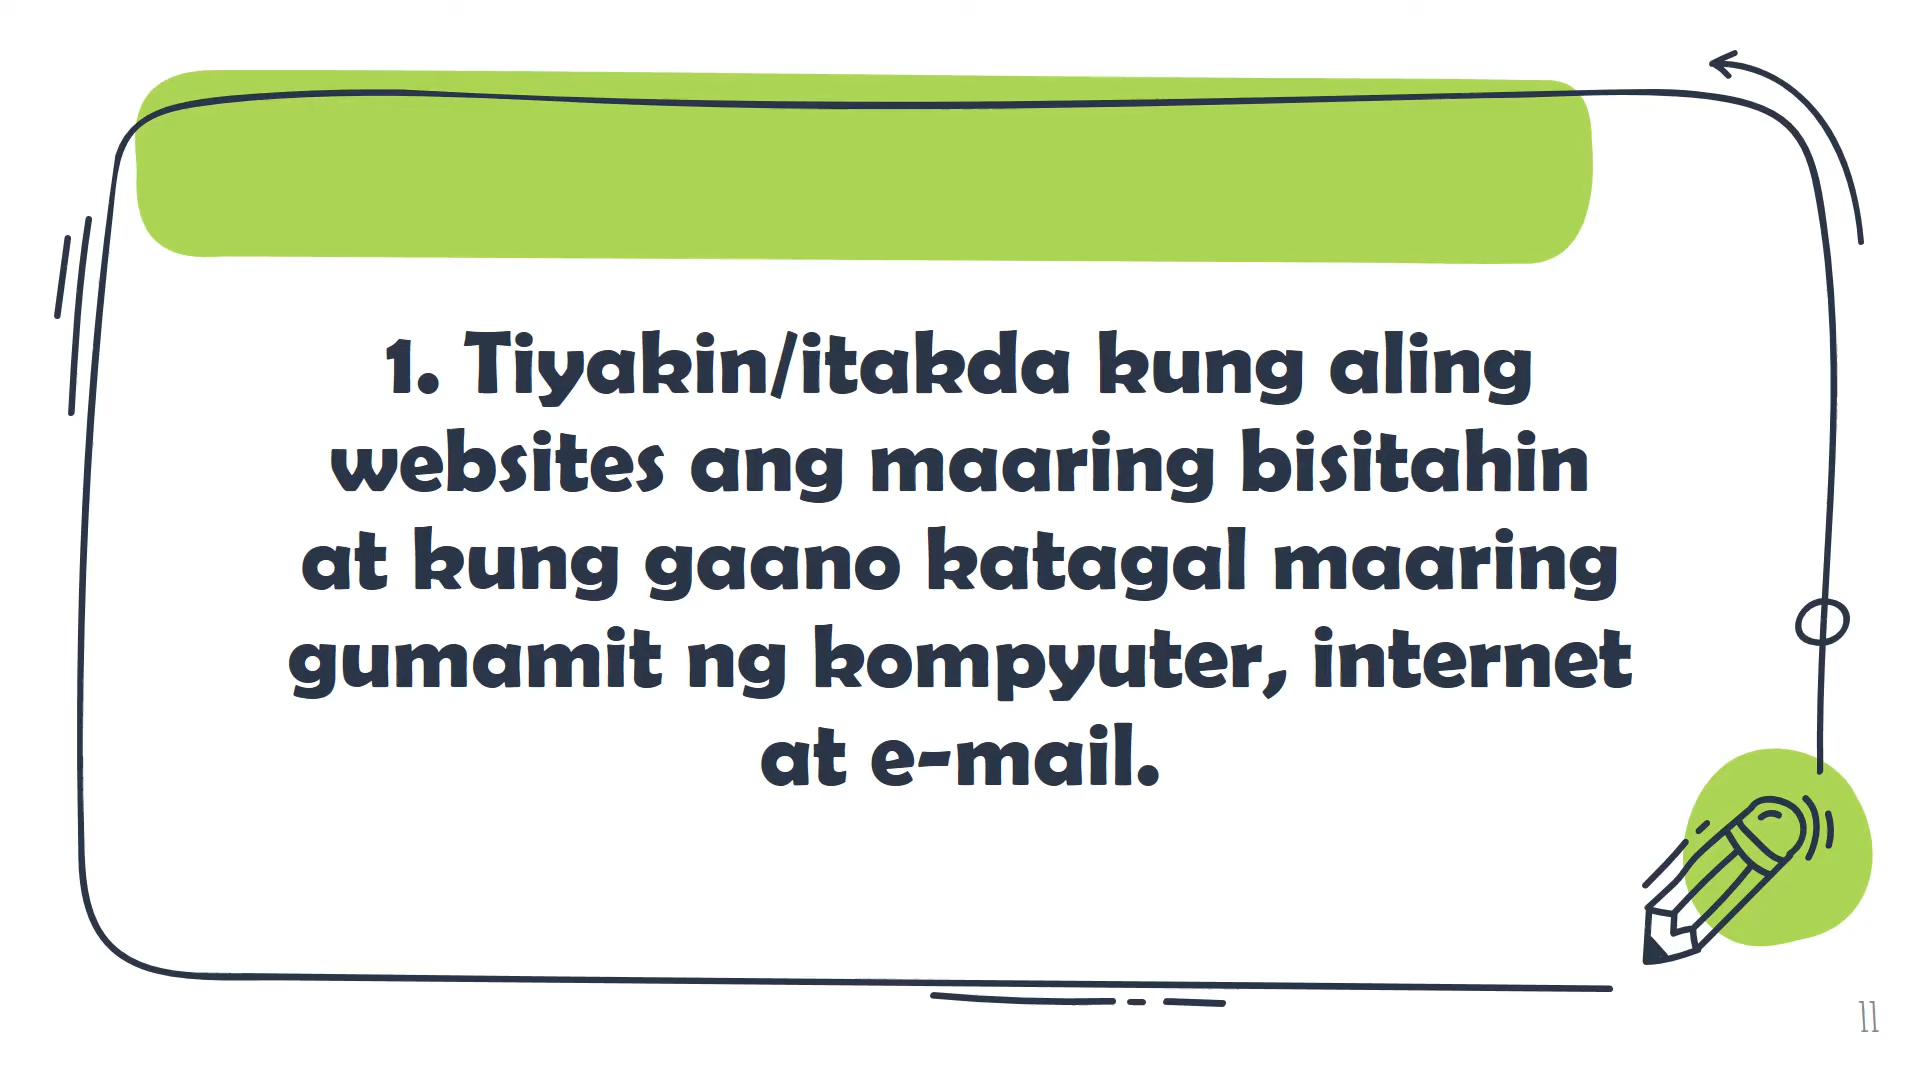 1. Tiyakin/itakda kung aling
websites ang maaring bisitahin
at kung gaano katagal maaring
gumamit ng kompyuter, internet
at e-mail.
11